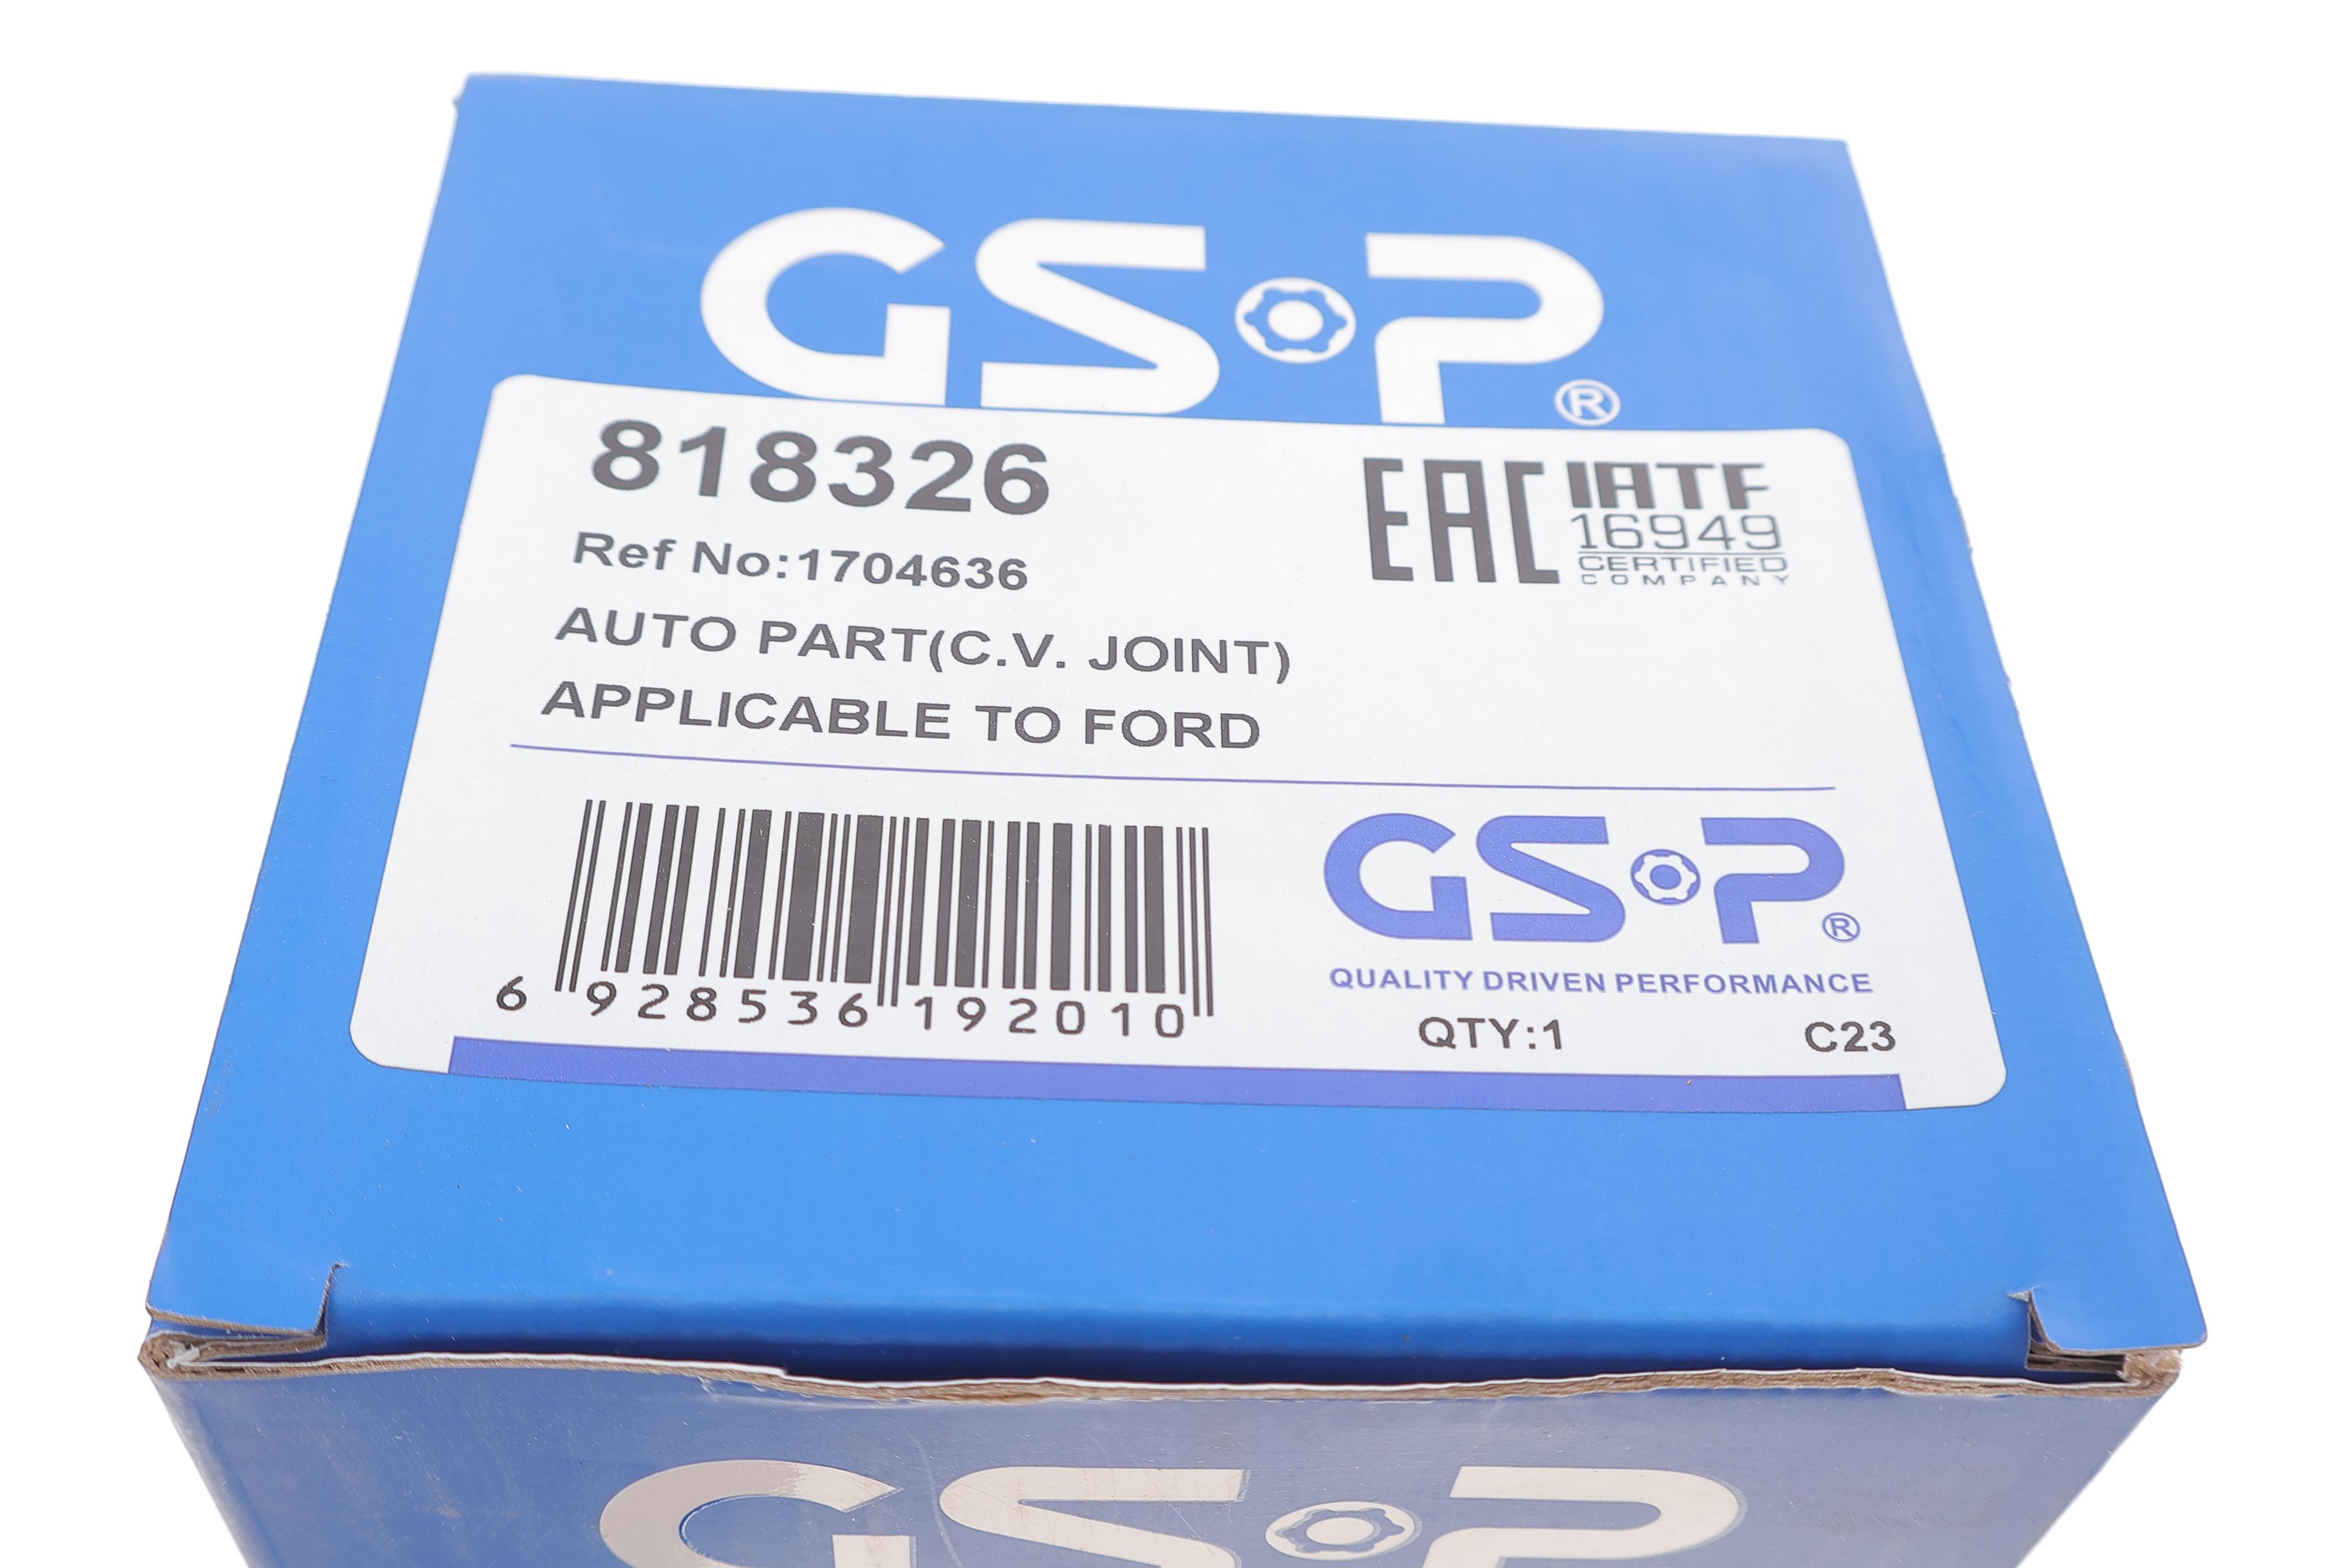 GSP®
818326
Ref No:1704636
AUTO PART(C.V. JOINT)
APPLICABLE TO FORD
EAC
IATF
16949
CERTIFIED
COMPANY
6 928536 192010
GSP®
QUALITY DRIVEN PERFORMANCE
QTY:1 C23
GSP